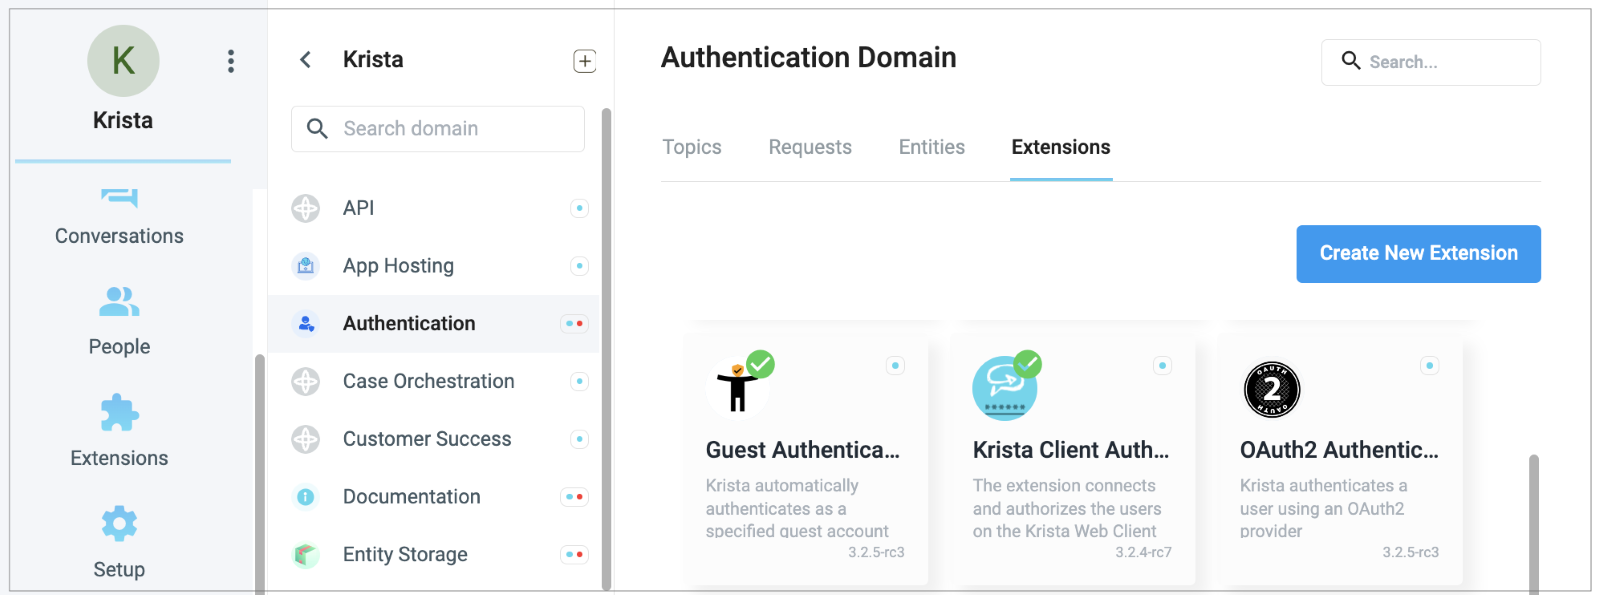 K
Krista
Conversations
People
Extensions
Setup
Krista
Search domain
API
App Hosting
Authentication
Case Orchestration
Customer Success
Documentation
Entity Storage
Authentication Domain
Search...
Topics Requests Entities Extensions
Create New Extension
Guest Authentica...
Krista automatically
authenticates as a
specified guest account
3.2.5-rc3
Krista Client Auth...
The extension connects
and authorizes the users
on the Krista Web Client
3.2.4-rc7
OAUTH
2
OAUTH
OAuth2 Authentic...
Krista authenticates a
user using an OAuth2
provider
3.2.5-rc3